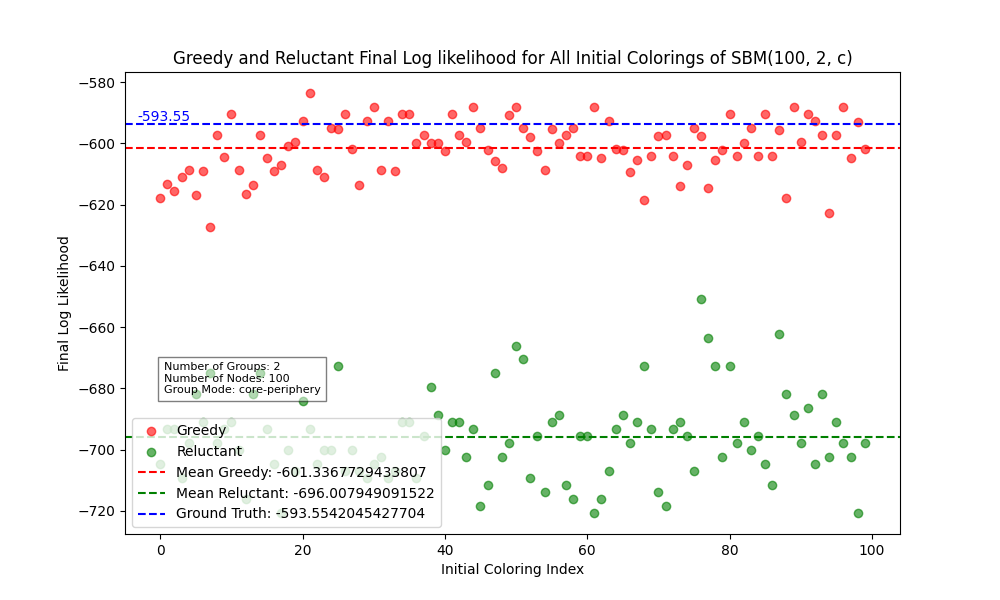 Greedy and Reluctant Final Log likelihood for All Initial Colorings of SBM(100, 2, c)
−580
-593.55
−600
−620
−640
−660
−680
−700
−720
Final Log Likelihood
Number of Groups: 2
Number of Nodes: 100
Group Mode: core-periphery
Greedy
Reluctant
Mean Greedy: -601.3367729433807
Mean Reluctant: -696.007949091522
Ground Truth: -593.5542045427704
0
20
40
60
80
100
Initial Coloring Index